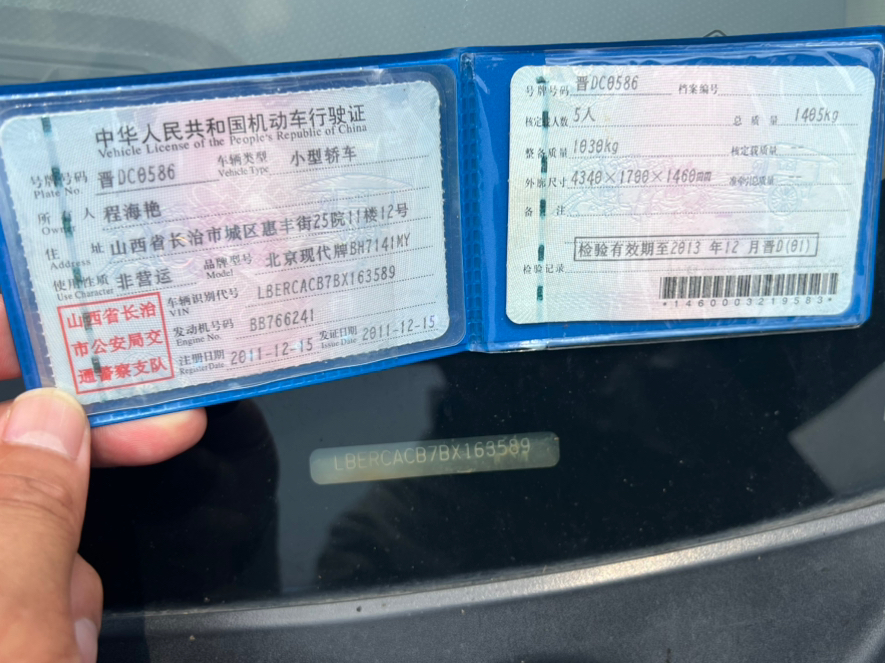 中华人民共和国机动车行驶证
Vehicle License of the People's Republic of China
号牌号码 晋DC0586 车辆类型 小型轿车
Plate No. Vehicle Type
所有人 程海艳
Owner
住址 山西省长治市城区惠丰街25院11楼12号
Address
使用性质 非营运 品牌型号 北京现代牌BH7141MY
Use Character Model
山西省长治
市公安局交
通警察支队
车辆识别代号 LBERCACB7BX163589
VIN
发动机号码 BB766241
Engine No.
注册日期 2011-12-15 发证日期 2011-12-15
Register Date Issue Date
号牌号码 晋DC0586 档案编号
核定载人数 5人 总质量 1405kg
整备质量 1030kg 核定载质量
外廓尺寸 4340×1700×1460mm 准牵引总质量 --
备注
检验有效期至2013 年12 月晋D(01)
检验记录
*1460003219583*
LBERCACB7BX163589